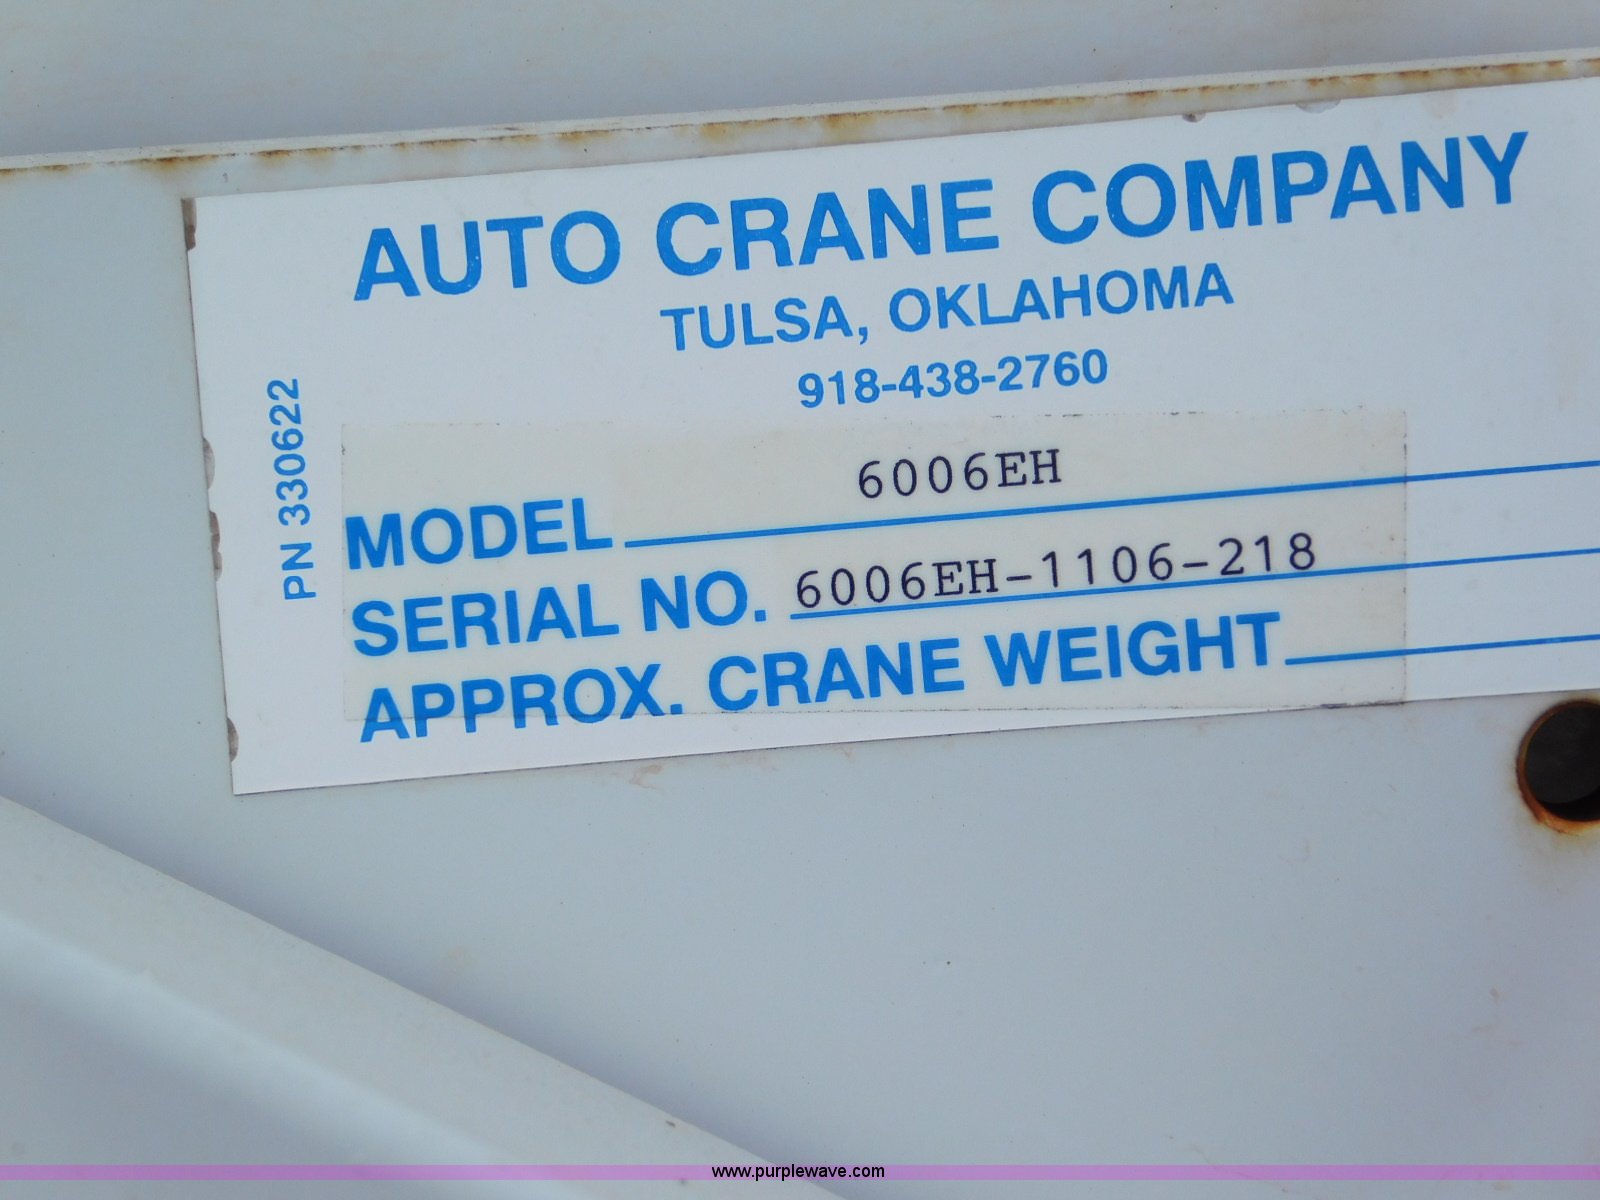 AUTO CRANE COMPANY
TULSA, OKLAHOMA
918-438-2760
PN 330622
MODEL 6006EH
SERIAL NO. 6006EH-1106-218
APPROX. CRANE WEIGHT
www.purplewave.com